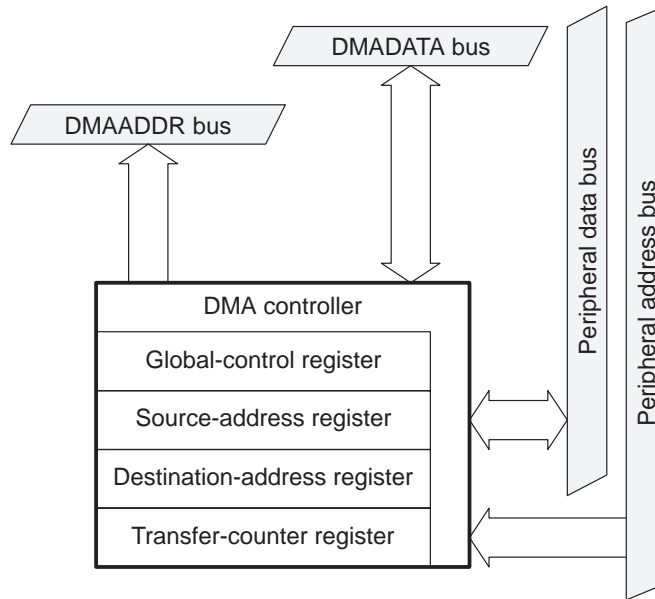 DMADATA bus
DMAADDR bus
DMA controller
Global-control register
Source-address register
Destination-address register
Transfer-counter register
Peripheral data bus
Peripheral address bus